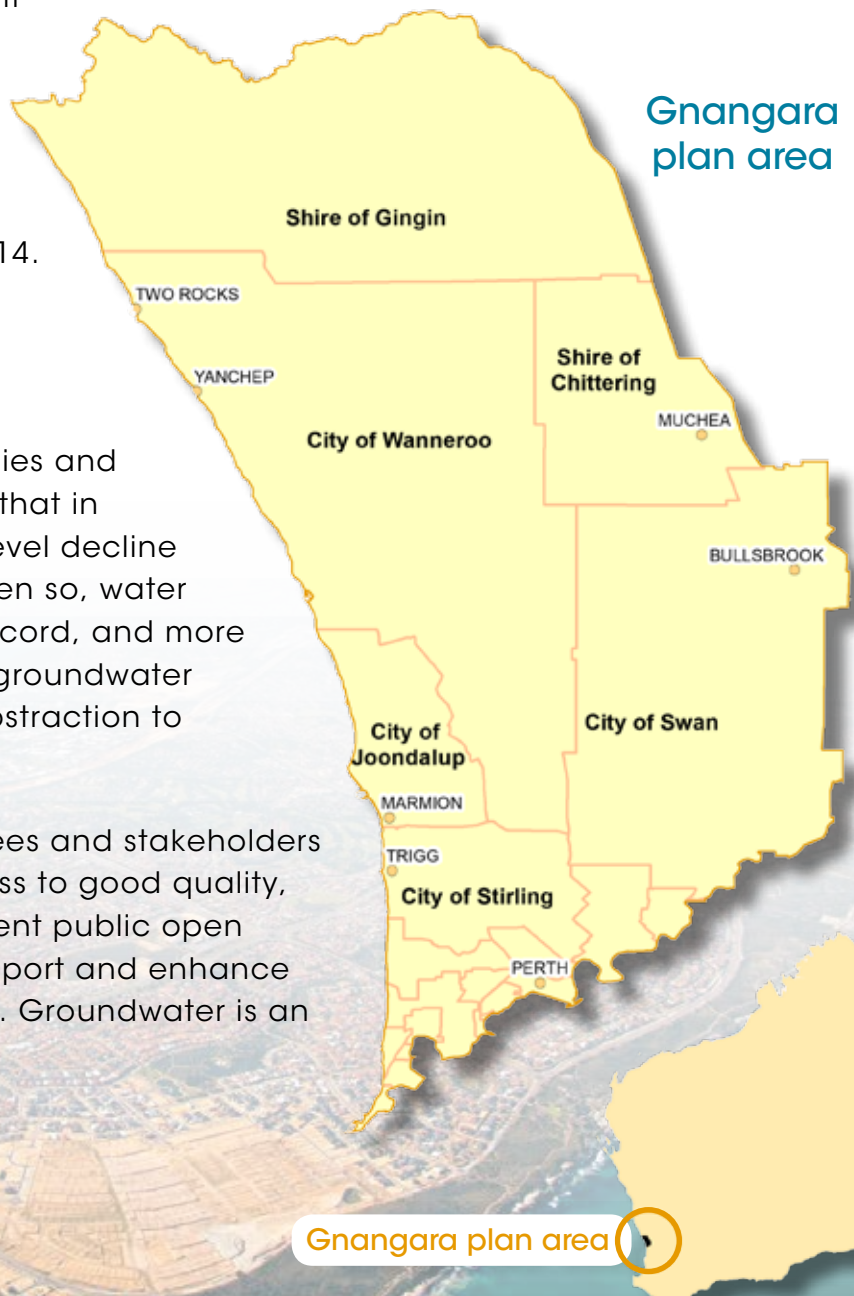 Gnangara
plan area
Shire of Gingin
14.
TWO ROCKS
Shire of
Chittering
YANCHEP
MUCHEA
City of Wanneroo
ies and
that in
evel decline
en so, water
cord, and more
groundwater
ostraction to
BULLSBROOK
City of Swan
City of
Joondalup
MARMION
ees and stakeholders
ss to good quality,
ent public open
port and enhance
. Groundwater is an
TRIGG
City of Stirling
PERTH
Gnangara plan area